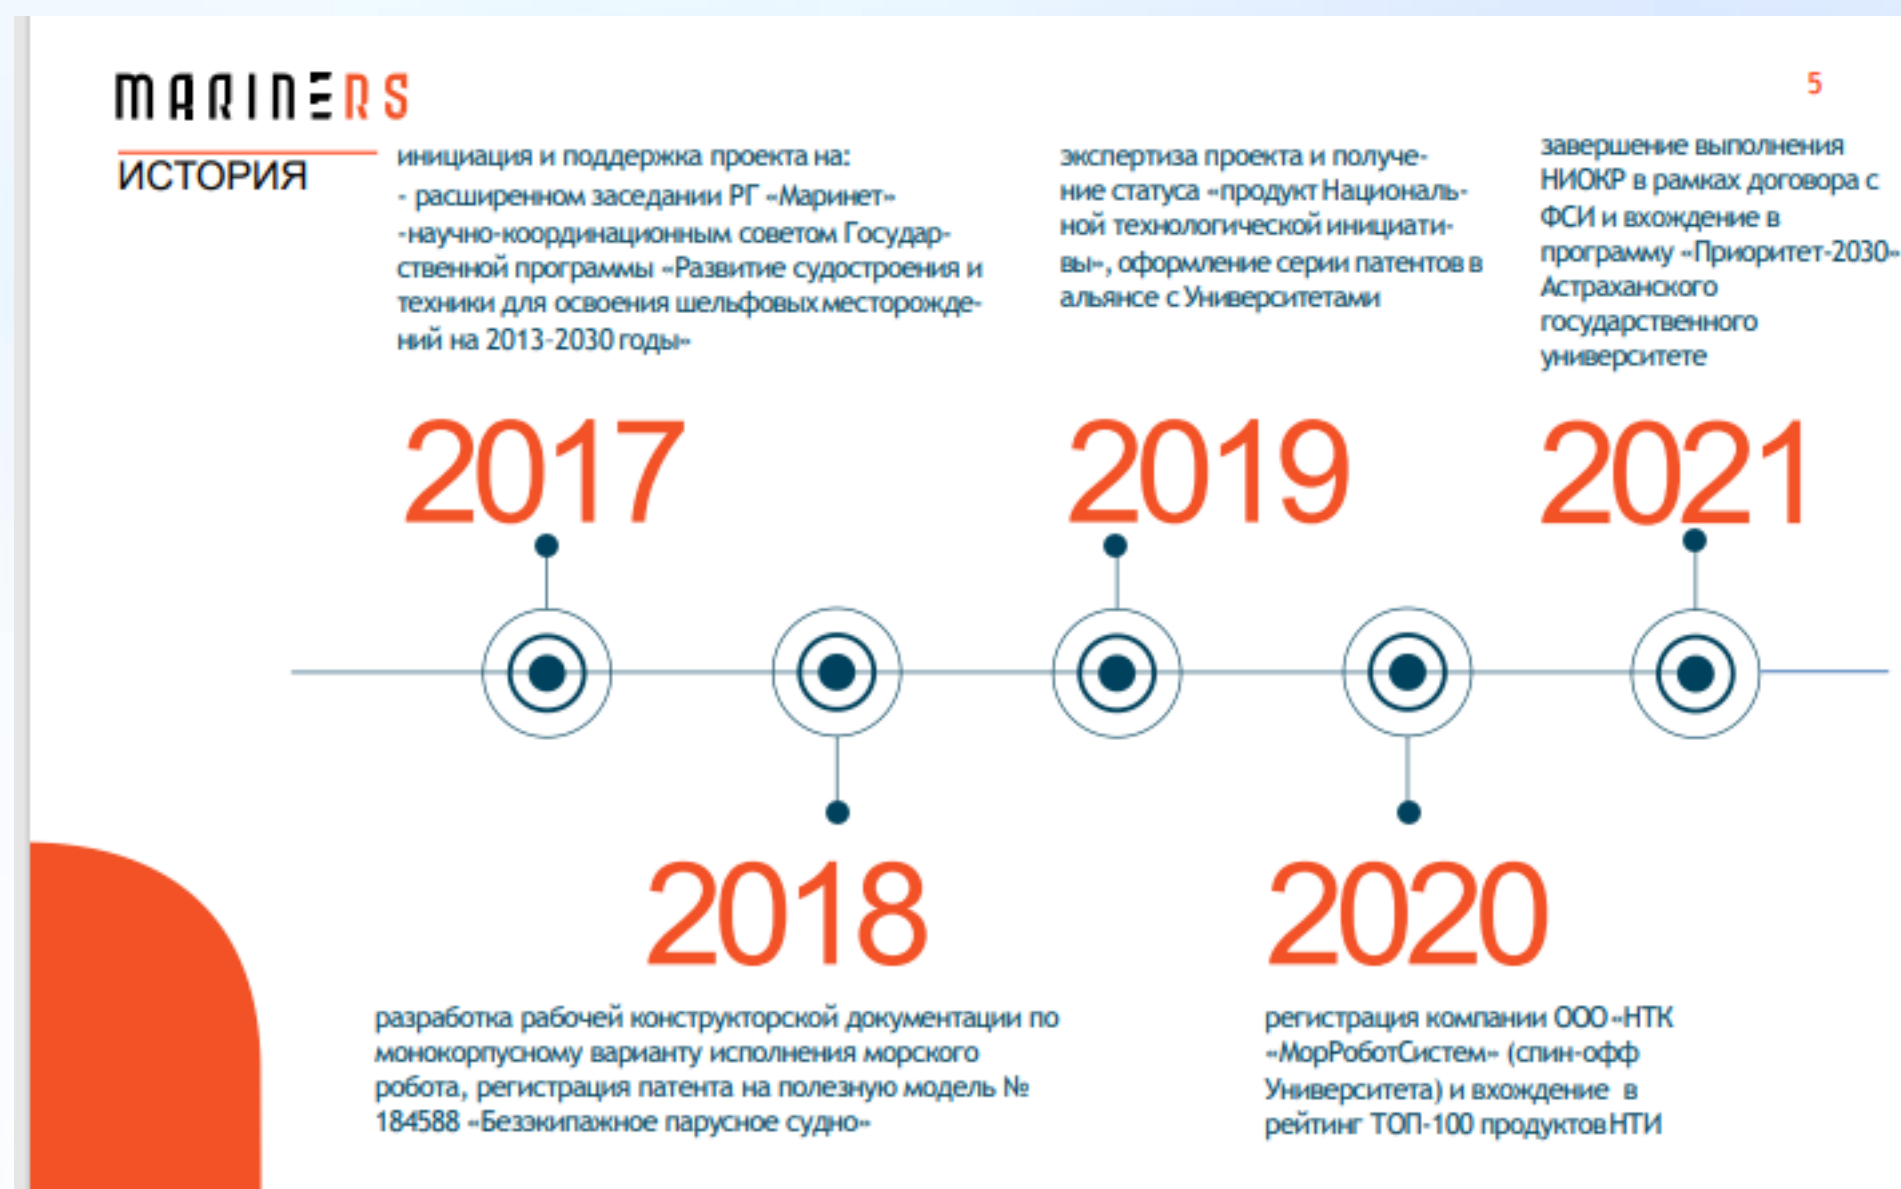 MARINERS
5
ИСТОРИЯ
инициация и поддержка проекта на:
- расширенном заседании РГ «Маринет»
-научно-координационным советом Государ-
ственной программы «Развитие судостроения и
техники для освоения шельфовых месторожде-
ний на 2013-2030 годы»
2017
экспертиза проекта и получе-
ние статуса «продукт Националь-
ной технологической инициати-
вы», оформление серии патентов в
альянсе с Университетами
2019
завершение выполнения
НИОКР в рамках договора с
ФСИ и вхождение в
программу «Приоритет-2030»
Астраханского
государственного
университете
2021
2018
разработка рабочей конструкторской документации по
монокорпусному варианту исполнения морского
робота, регистрация патента на полезную модель №
184588 «Безэкипажное парусное судно»
2020
регистрация компании ООО «НТК
«МорРоботСистем» (спин-офф
Университета) и вхождение в
рейтинг ТОП-100 продуктов НТИ